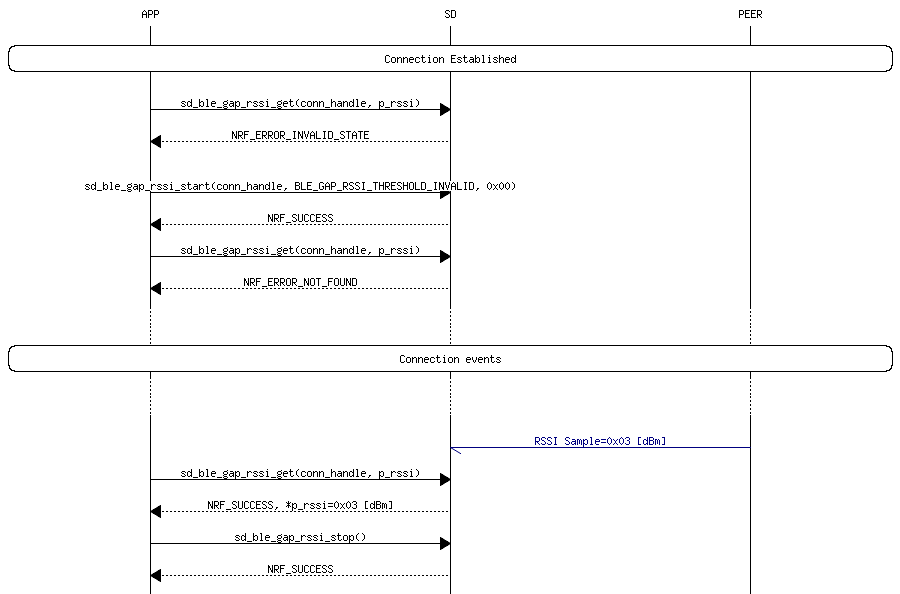 APP SD PEER
Connection Established
sd_ble_gap_rssi_get(conn_handle, p_rssi)
NRF_ERROR_INVALID_STATE
sd_ble_gap_rssi_start(conn_handle, BLE_GAP_RSSI_THRESHOLD_INVALID, 0x00)
NRF_SUCCESS
sd_ble_gap_rssi_get(conn_handle, p_rssi)
NRF_ERROR_NOT_FOUND
Connection events
RSSI Sample=0x03 [dBm]
sd_ble_gap_rssi_get(conn_handle, p_rssi)
NRF_SUCCESS, *p_rssi=0x03 [dBm]
sd_ble_gap_rssi_stop()
NRF_SUCCESS